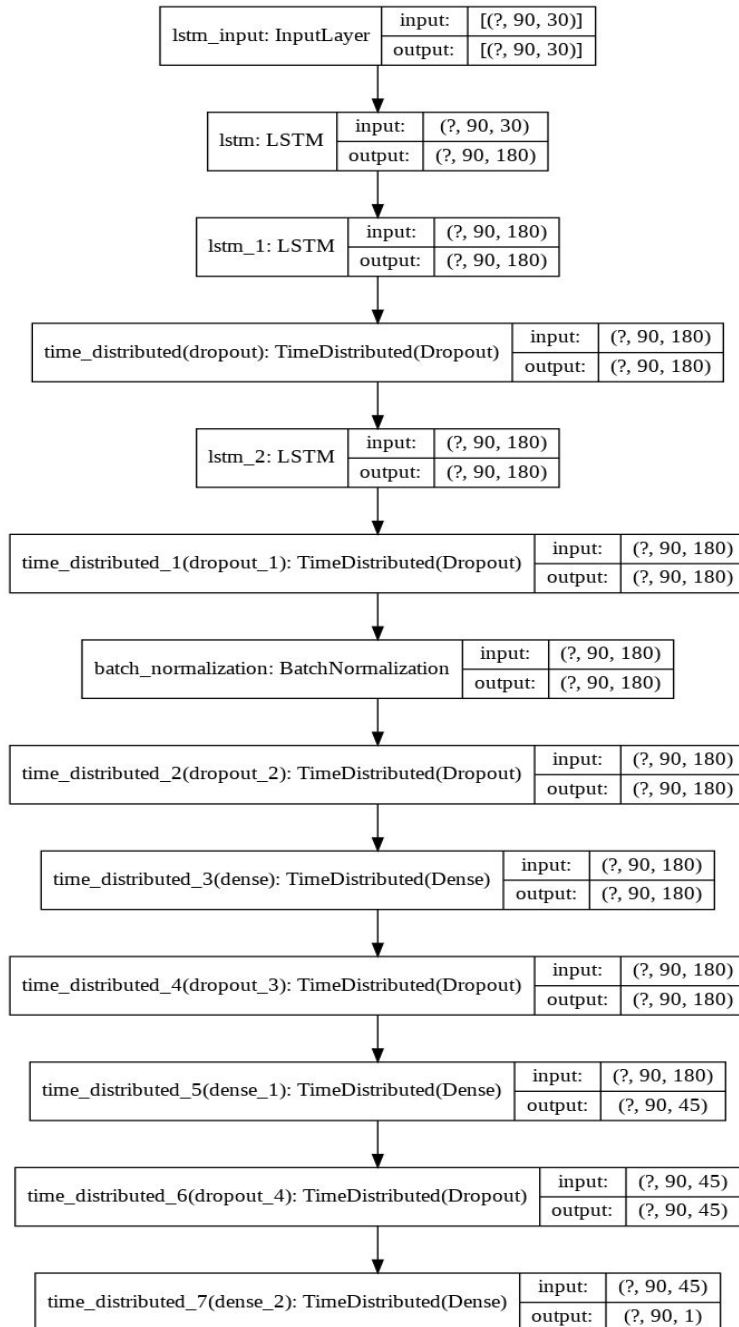 lstm_input: InputLayer
input: [(?, 90, 30)]
output: [(?, 90, 30)]
lstm: LSTM
input: (?, 90, 30)
output: (?, 90, 180)
lstm_1: LSTM
input: (?, 90, 180)
output: (?, 90, 180)
time_distributed(dropout): TimeDistributed(Dropout)
input: (?, 90, 180)
output: (?, 90, 180)
lstm_2: LSTM
input: (?, 90, 180)
output: (?, 90, 180)
time_distributed_1(dropout_1): TimeDistributed(Dropout)
input: (?, 90, 180)
output: (?, 90, 180)
batch_normalization: BatchNormalization
input: (?, 90, 180)
output: (?, 90, 180)
time_distributed_2(dropout_2): TimeDistributed(Dropout)
input: (?, 90, 180)
output: (?, 90, 180)
time_distributed_3(dense): TimeDistributed(Dense)
input: (?, 90, 180)
output: (?, 90, 180)
time_distributed_4(dropout_3): TimeDistributed(Dropout)
input: (?, 90, 180)
output: (?, 90, 180)
time_distributed_5(dense_1): TimeDistributed(Dense)
input: (?, 90, 180)
output: (?, 90, 45)
time_distributed_6(dropout_4): TimeDistributed(Dropout)
input: (?, 90, 45)
output: (?, 90, 45)
time_distributed_7(dense_2): TimeDistributed(Dense)
input: (?, 90, 45)
output: (?, 90, 1)